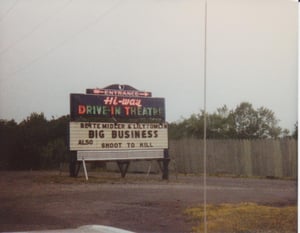 ENTRANCE
Hi-way
DRIVE-IN THEATRE
BETTE MIDLER & LILY TOMLIN
BIG BUSINESS
ALSO SHOOT TO KILL